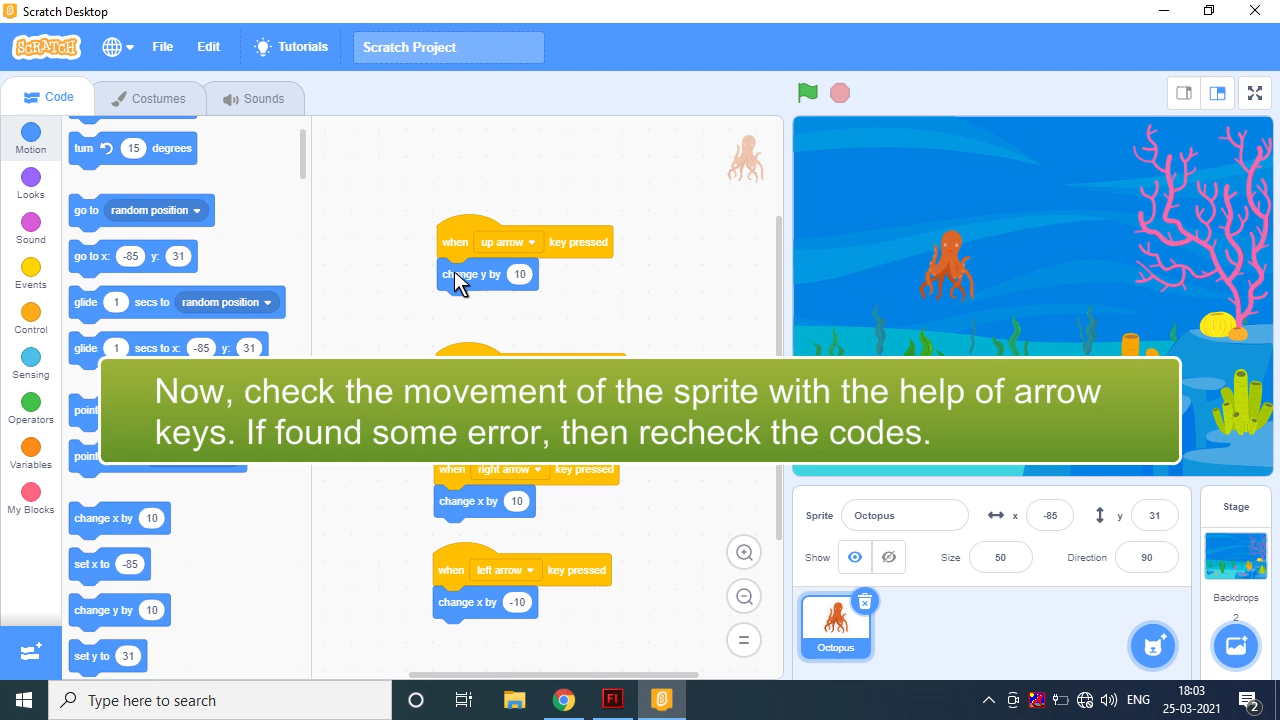 Scratch Desktop
SCRATCH File Edit Tutorials Scratch Project
Code Costumes Sounds
Motion
Looks
Sound
Events
Control
Sensing
Operators
Variables
My Blocks
turn 15 degrees
go to random position
go to x: -85 y: 31
glide 1 secs to random position
glide 1 secs to x: -85 y: 31
point
point
change x by 10
set x to -85
change y by 10
set y to 31
when up arrow key pressed
change y by 10
Now, check the movement of the sprite with the help of arrow
keys. If found some error, then recheck the codes.
when right arrow key pressed
change x by 10
when left arrow key pressed
change x by -10
Sprite Octopus x -85 y 31
Show Size 50 Direction 90
Octopus
Stage
Backdrops
2
Type here to search
Fl
ENG
18:03
25-03-2021
2